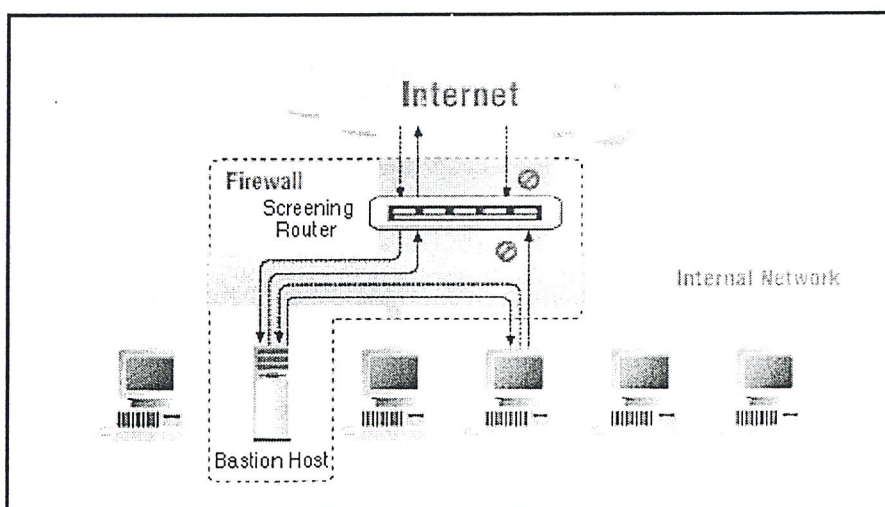 Internet
Firewall
Screening
Router
Internal Network
Bastion Host